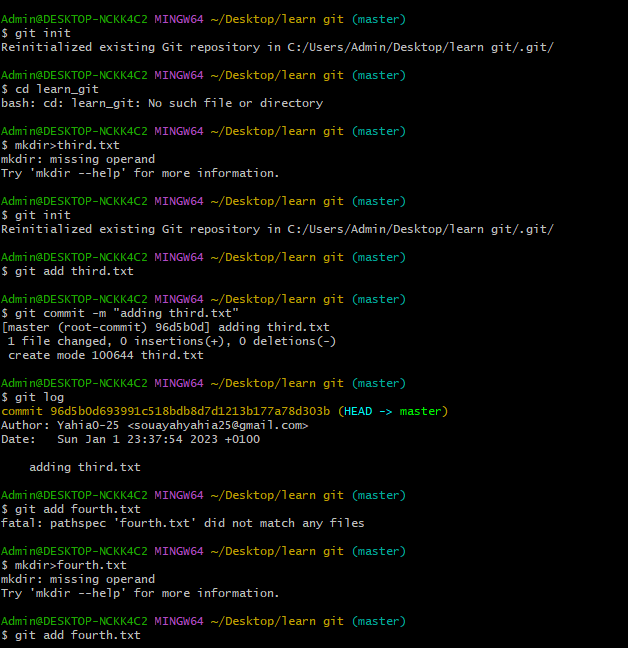 Admin@DESKTOP-NCKK4C2 MINGW64 ~/Desktop/learn git (master)
$ git init
Reinitialized existing Git repository in C:/Users/Admin/Desktop/learn git/.git/
Admin@DESKTOP-NCKK4C2 MINGW64 ~/Desktop/learn git (master)
$ cd learn_git
bash: cd: learn_git: No such file or directory
Admin@DESKTOP-NCKK4C2 MINGW64 ~/Desktop/learn git (master)
$ mkdir>third.txt
mkdir: missing operand
Try 'mkdir --help' for more information.
Admin@DESKTOP-NCKK4C2 MINGW64 ~/Desktop/learn git (master)
$ git init
Reinitialized existing Git repository in C:/Users/Admin/Desktop/learn git/.git/
Admin@DESKTOP-NCKK4C2 MINGW64 ~/Desktop/learn git (master)
$ git add third.txt
Admin@DESKTOP-NCKK4C2 MINGW64 ~/Desktop/learn git (master)
$ git commit -m "adding third.txt"
[master (root-commit) 96d5b0d] adding third.txt
 1 file changed, 0 insertions(+), 0 deletions(-)
 create mode 100644 third.txt
Admin@DESKTOP-NCKK4C2 MINGW64 ~/Desktop/learn git (master)
$ git log
commit 96d5b0d693991c518bdb8d7d1213b177a78d303b (HEAD -> master)
Author: Yahia0-25 <souayahyahia25@gmail.com>
Date:   Sun Jan 1 23:37:54 2023 +0100
    adding third.txt
Admin@DESKTOP-NCKK4C2 MINGW64 ~/Desktop/learn git (master)
$ git add fourth.txt
fatal: pathspec 'fourth.txt' did not match any files
Admin@DESKTOP-NCKK4C2 MINGW64 ~/Desktop/learn git (master)
$ mkdir>fourth.txt
mkdir: missing operand
Try 'mkdir --help' for more information.
Admin@DESKTOP-NCKK4C2 MINGW64 ~/Desktop/learn git (master)
$ git add fourth.txt